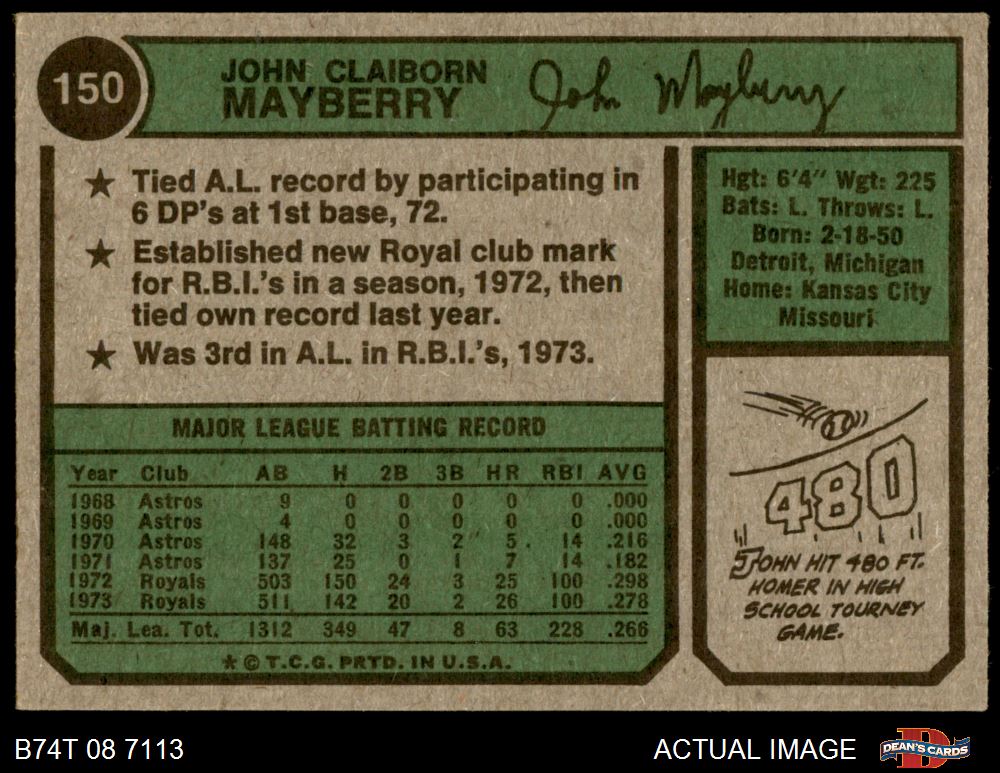 150
JOHN CLAIBORN
MAYBERRY
John Mayberry
★ Tied A.L. record by participating in
6 DP's at 1st base, 72.
★ Established new Royal club mark
for R.B.I.'s in a season, 1972, then
tied own record last year.
★ Was 3rd in A.L. in R.B.I.'s, 1973.
Hgt: 6'4" Wgt: 225
Bats: L. Throws: L.
Born: 2-18-50
Detroit, Michigan
Home: Kansas City
Missouri
MAJOR LEAGUE BATTING RECORD
Year Club AB H 2B 3B HR RBI AVG
1968 Astros 9 0 0 0 0 0 .000
1969 Astros 4 0 0 0 0 0 .000
1970 Astros 148 32 3 2 5 14 .216
1971 Astros 137 25 0 1 7 14 .182
1972 Royals 503 150 24 3 25 100 .298
1973 Royals 511 142 20 2 26 100 .278
Maj. Lea. Tot. 1312 349 47 8 63 228 .266
★ © T.C.G. PRTD. IN U.S.A.
480
JOHN HIT 480 FT.
HOMER IN HIGH
SCHOOL TOURNEY
GAME.
B74T 08 7113
ACTUAL IMAGE
DEAN'S CARDS